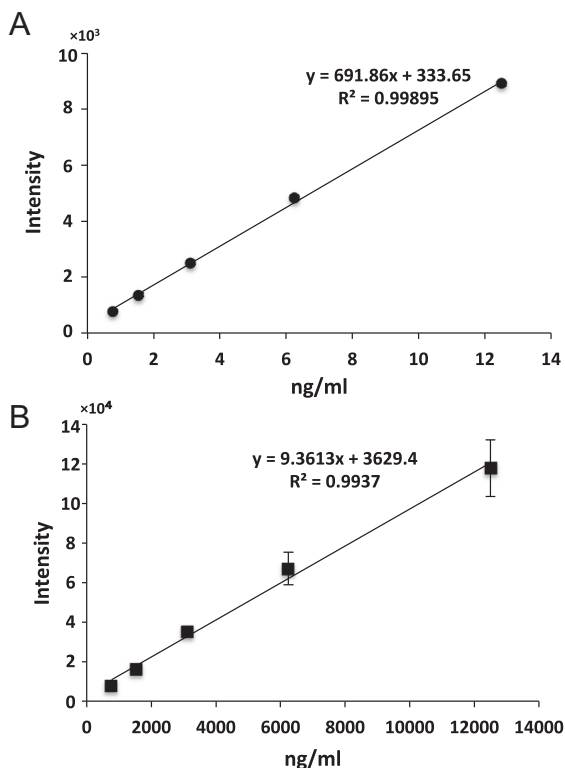 A
×10³
10
8
6
4
2
0
Intensity
y = 691.86x + 333.65
R² = 0.99895
0 2 4 6 8 10 12 14
ng/ml
B
×10⁴
14
12
10
8
6
4
2
0
Intensity
y = 9.3613x + 3629.4
R² = 0.9937
0 2000 4000 6000 8000 10000 12000 14000
ng/ml